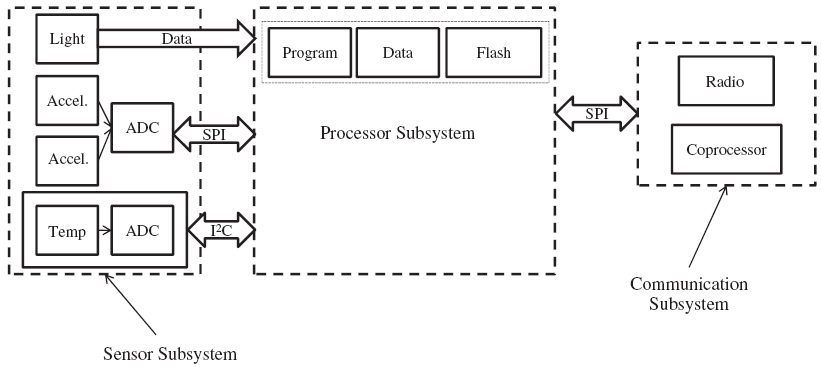 Light
Data
Accel.
Accel.
ADC
SPI
Temp
ADC
I²C
Sensor Subsystem
Program
Data
Flash
Processor Subsystem
SPI
Radio
Coprocessor
Communication
Subsystem